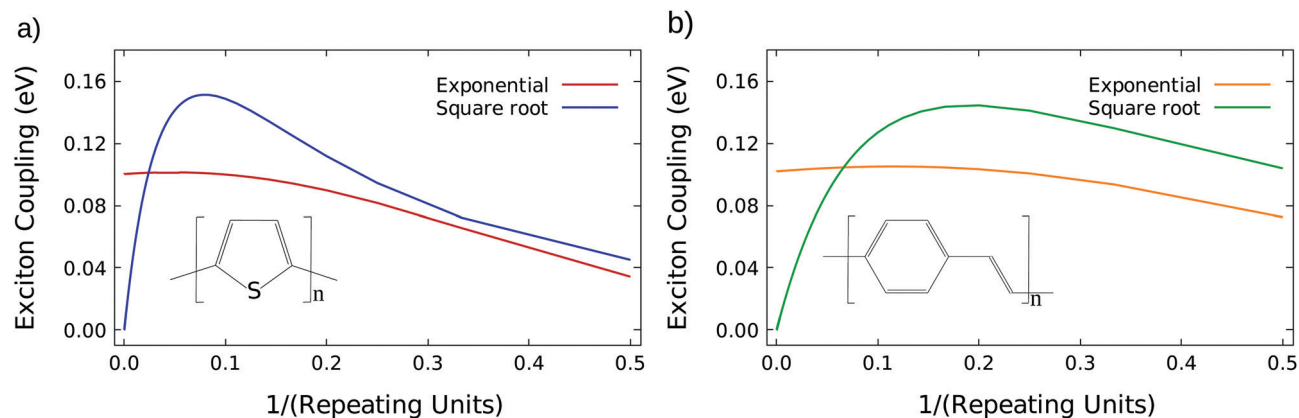 a)
Exciton Coupling (eV)
0.16
0.12
0.08
0.04
0.00
Exponential
Square root
S
n
0.0 0.1 0.2 0.3 0.4 0.5
1/(Repeating Units)
b)
Exciton Coupling (eV)
0.16
0.12
0.08
0.04
0.00
Exponential
Square root
n
0.0 0.1 0.2 0.3 0.4 0.5
1/(Repeating Units)